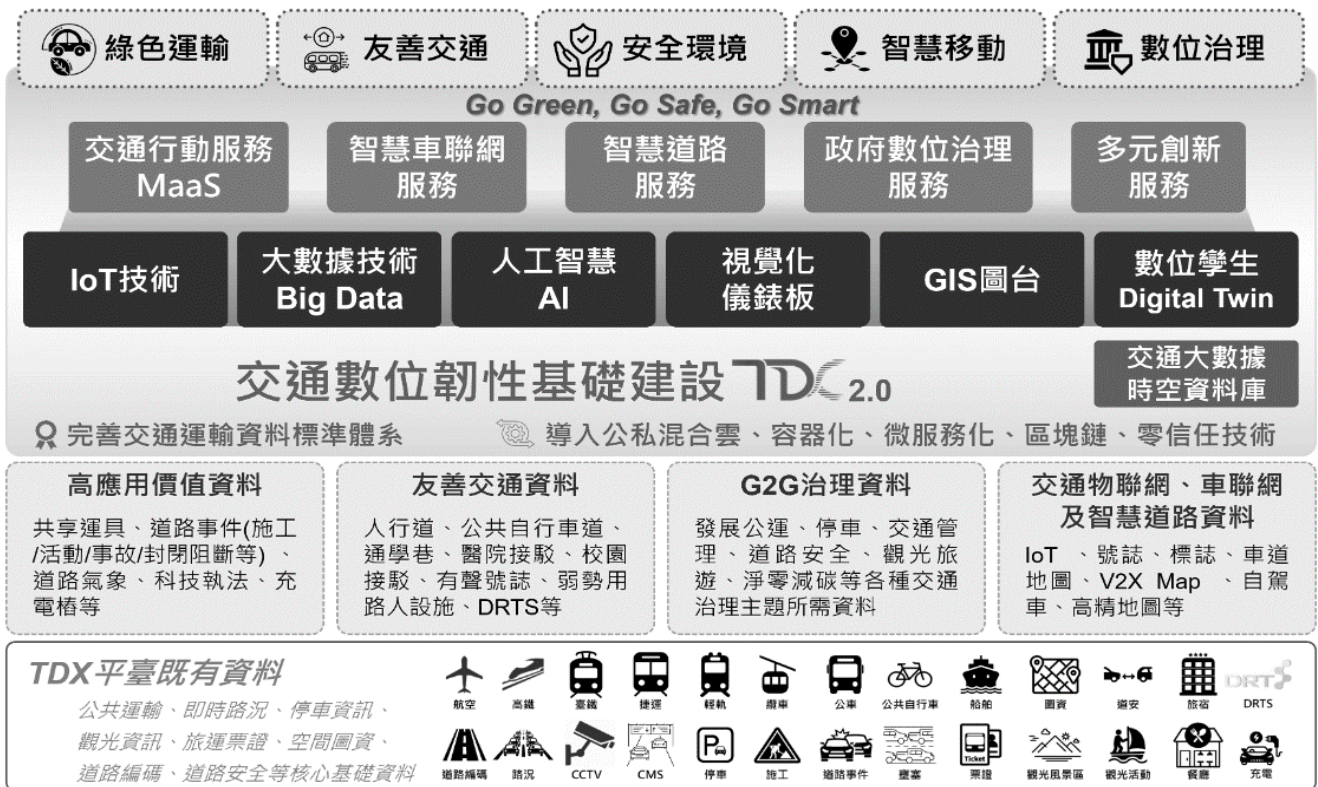 綠色運輸
友善交通
安全環境
智慧移動
數位治理
Go Green, Go Safe, Go Smart
交通行動服務
MaaS
智慧車聯網
服務
智慧道路
服務
政府數位治理
服務
多元創新
服務
IoT技術
大數據技術
Big Data
人工智慧
AI
視覺化
儀錶板
GIS圖台
數位孿生
Digital Twin
交通數位韌性基礎建設 TDX 2.0
交通大數據
時空資料庫
完善交通運輸資料標準體系
導入公私混合雲、容器化、微服務化、區塊鏈、零信任技術
高應用價值資料
共享運具、道路事件(施工
/活動/事故/封閉阻斷等)、
道路氣象、科技執法、充
電樁等
友善交通資料
人行道、公共自行車道、
通學巷、醫院接駁、校園
接駁、有聲號誌、弱勢用
路人設施、DRTS等
G2G治理資料
發展公運、停車、交通管
理、道路安全、觀光旅
遊、淨零減碳等各種交通
治理主題所需資料
交通物聯網、車聯網
及智慧道路資料
IoT 、號誌、標誌、車道
地圖、V2X Map 、自駕
車、高精地圖等
TDX平臺既有資料
公共運輸、即時路況、停車資訊、
觀光資訊、旅運票證、空間圖資、
道路編碼、道路安全等核心基礎資料
航空
高鐵
臺鐵
捷運
輕軌
纜車
公車
公共自行車
船舶
圖資
道安
旅宿
DRT
DRTS
道路編碼
路況
CCTV
CMS
停車
施工
道路事件
壅塞
Ticket
票證
觀光風景區
觀光活動
餐廳
充電